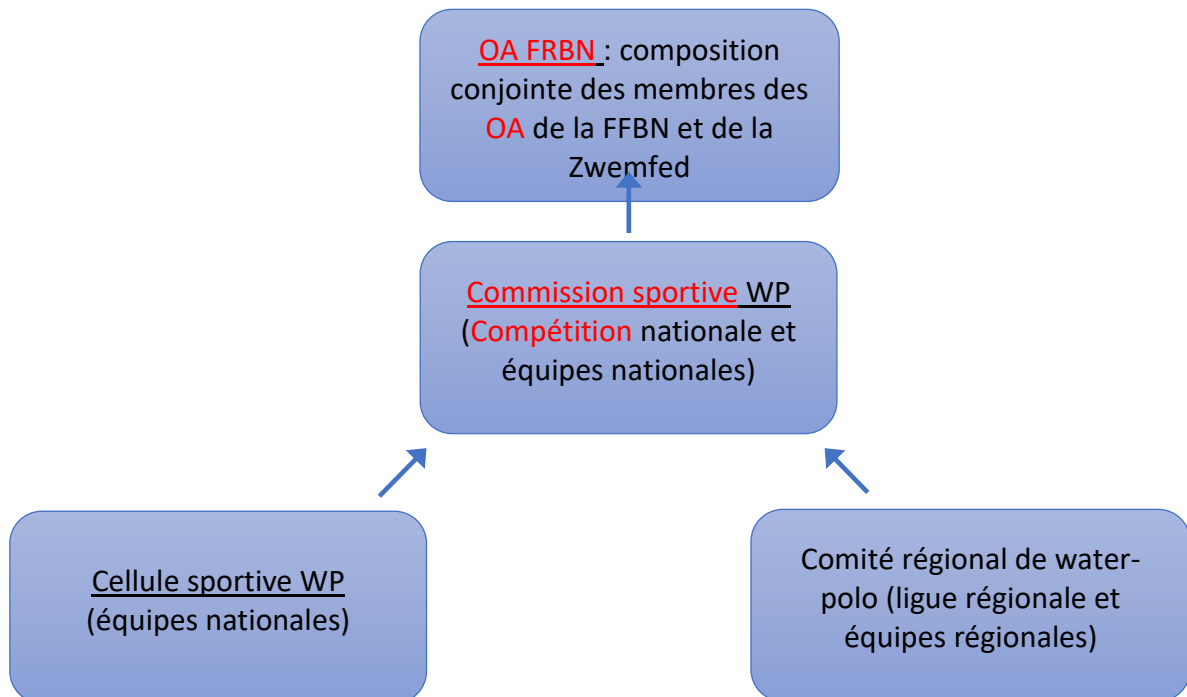 OA FRBN : composition
conjointe des membres des
OA de la FFBN et de la
Zwemfed
Commission sportive WP
(Compétition nationale et
équipes nationales)
Cellule sportive WP
(équipes nationales)
Comité régional de water-
polo (ligue régionale et
équipes régionales)